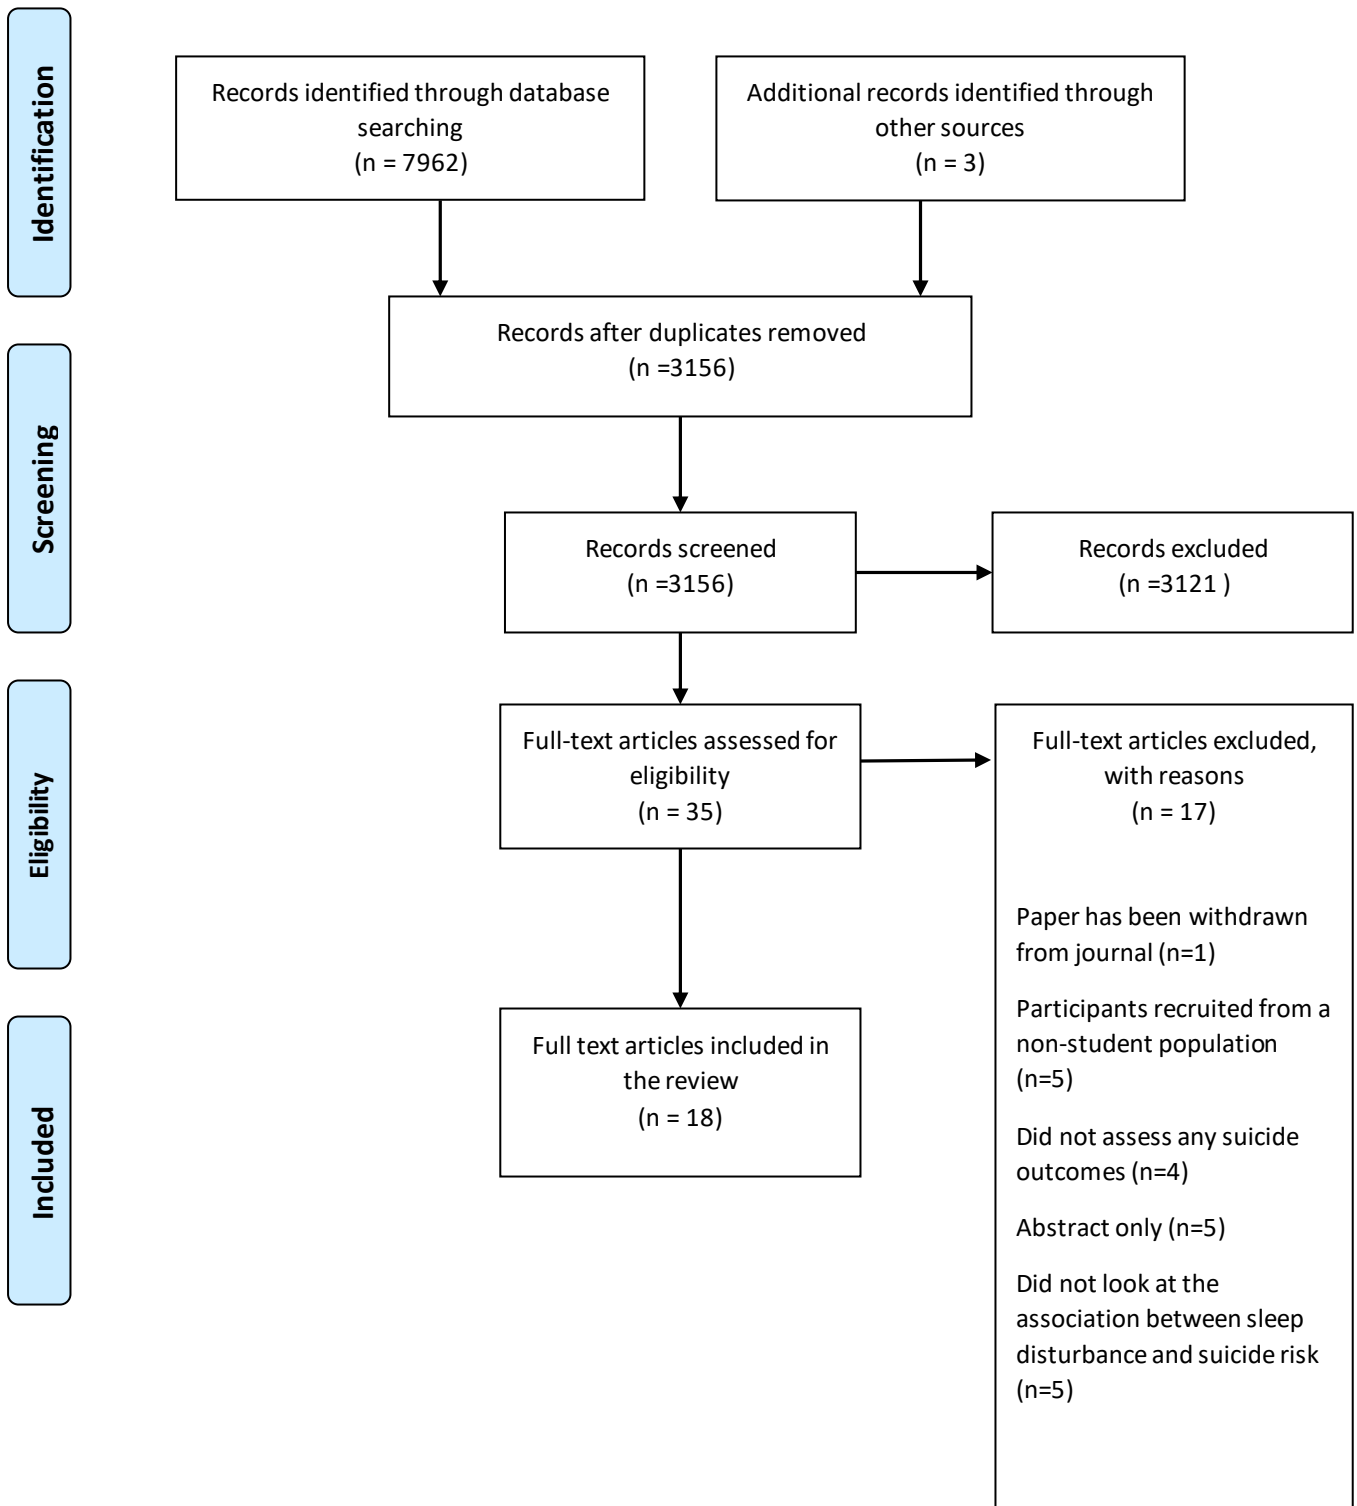 Identification
Records identified through database
searching
(n = 7962)
Additional records identified through
other sources
(n = 3)
Records after duplicates removed
(n =3156)
Screening
Records screened
(n =3156)
Records excluded
(n =3121 )
Eligibility
Full-text articles assessed for
eligibility
(n = 35)
Full-text articles excluded,
with reasons
(n = 17)
Paper has been withdrawn
from journal (n=1)
Participants recruited from a
non-student population
(n=5)
Did not assess any suicide
outcomes (n=4)
Abstract only (n=5)
Did not look at the
association between sleep
disturbance and suicide risk
(n=5)
Included
Full text articles included in
the review
(n = 18)